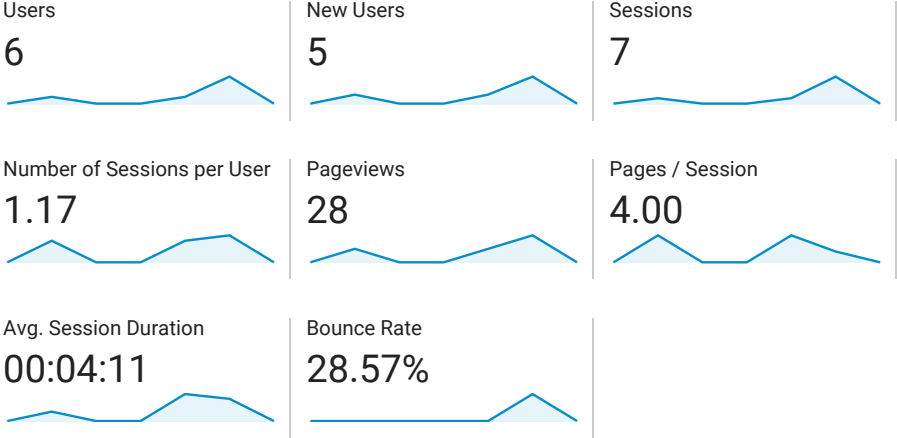 Users
6
New Users
5
Sessions
7
Number of Sessions per User
1.17
Pageviews
28
Pages / Session
4.00
Avg. Session Duration
00:04:11
Bounce Rate
28.57%